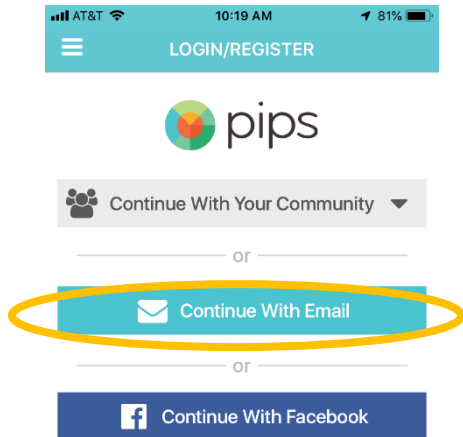 AT&T 10:19 AM 81%
LOGIN/REGISTER
pips
Continue With Your Community
or
Continue With Email
or
Continue With Facebook